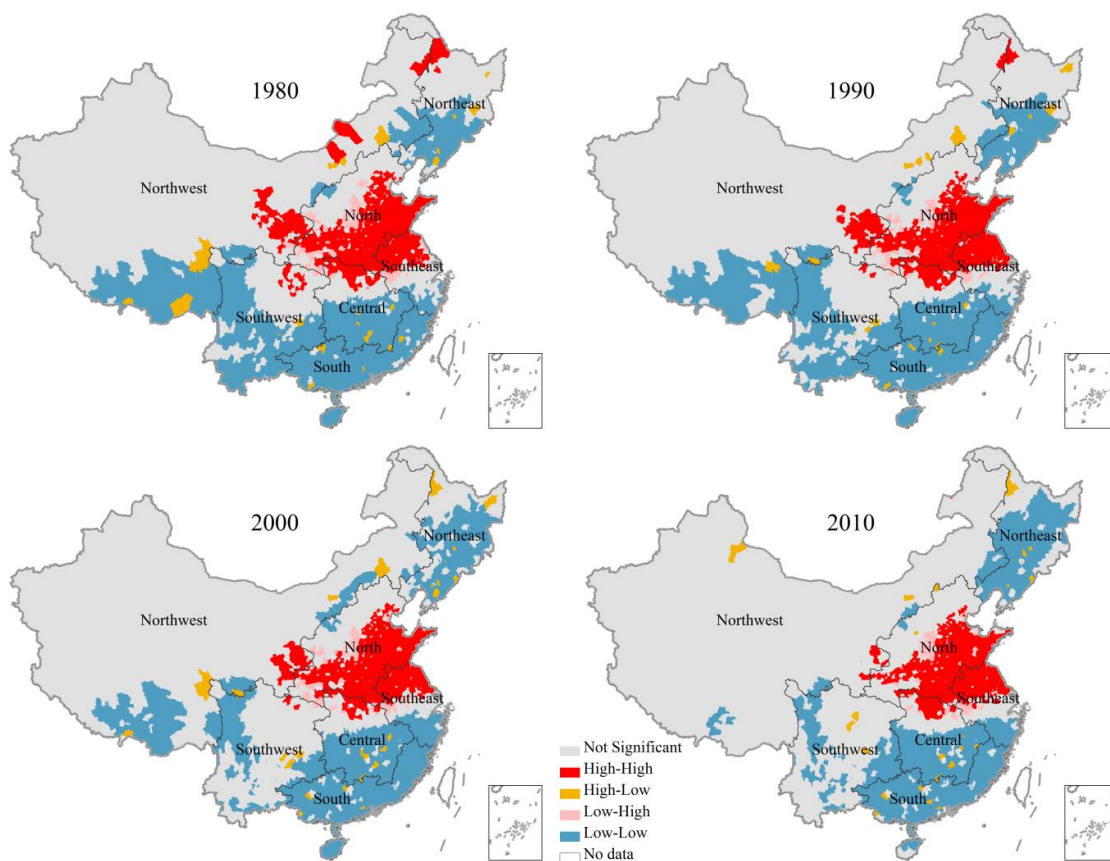 1980
Northeast
Northwest
North
Southeast
Southwest
Central
South
1990
Northeast
Northwest
North
Southeast
Southwest
Central
South
2000
Northeast
Northwest
North
Southeast
Southwest
Central
South
2010
Northeast
Northwest
North
Southeast
Southwest
Central
South
Not Significant
High-High
High-Low
Low-High
Low-Low
No data